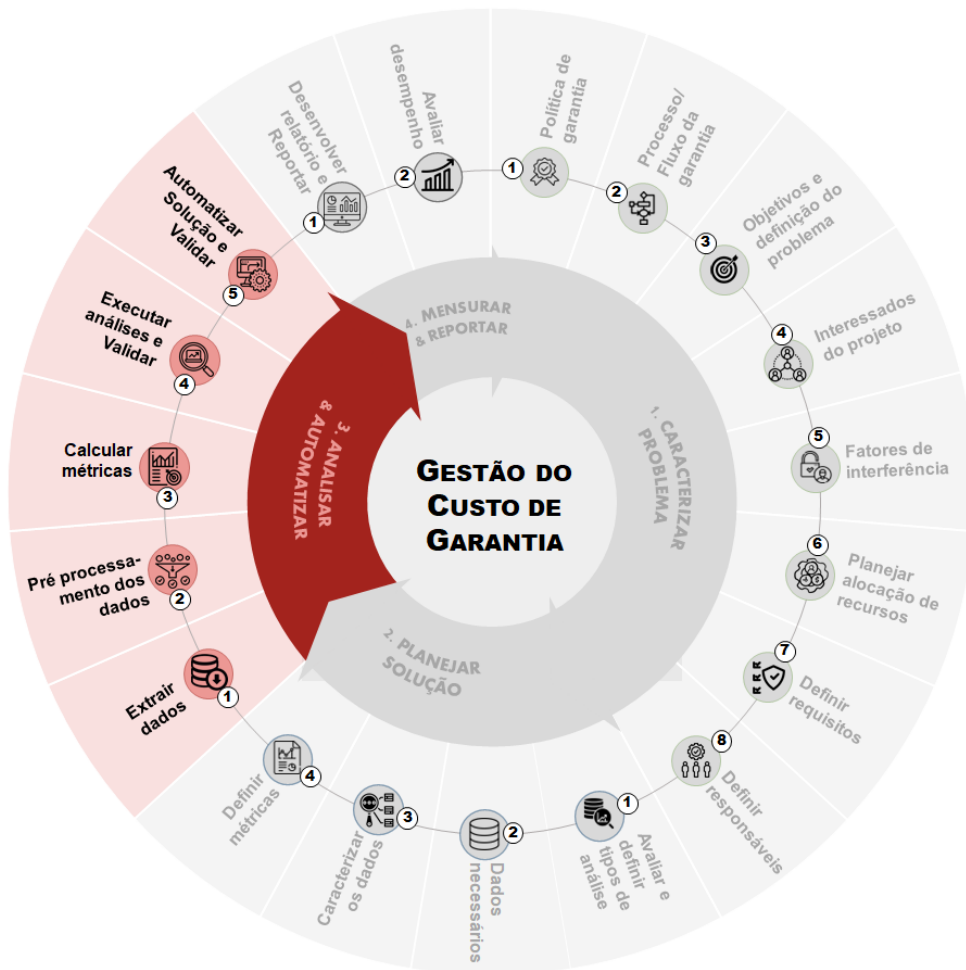 GESTÃO DO
CUSTO DE
GARANTIA
1. CARACTERIZAR
PROBLEMA
1
Política de
garantia
2
Processo/
Fluxo da
garantia
3
Objetivos e
definição do
problema
4
Interessados
do projeto
5
Fatores de
interferência
6
Planejar
alocação de
recursos
7
Definir
requisitos
8
Definir
responsáveis
2. PLANEJAR
SOLUÇÃO
1
Avaliar e
definir
tipos de
análise
2
Dados
necessários
3
Caracterizar
os dados
4
Definir
métricas
3. ANALISAR
& AUTOMATIZAR
1
Extrair
dados
2
Pré processa-
mento dos
dados
3
Calcular
métricas
4
Executar
análises e
Validar
5
Automatizar
Solução e
Validar
4. MENSURAR
& REPORTAR
1
Desenvolver
relatório e
Reportar
2
Avaliar
desempenho